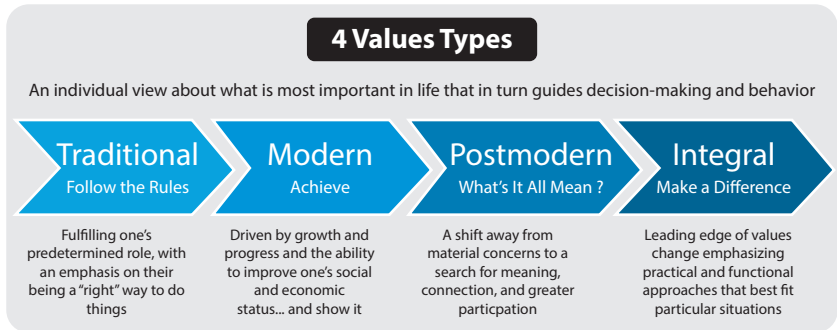 4 Values Types
An individual view about what is most important in life that in turn guides decision-making and behavior
Traditional
Follow the Rules
Modern
Achieve
Postmodern
What's It All Mean ?
Integral
Make a Difference
Fulfilling one's
predetermined role, with
an emphasis on their
being a "right" way to do
things
Driven by growth and
progress and the ability
to improve one's social
and economic
status... and show it
A shift away from
material concerns to a
search for meaning,
connection, and greater
particpation
Leading edge of values
change emphasizing
practical and functional
approaches that best fit
particular situations